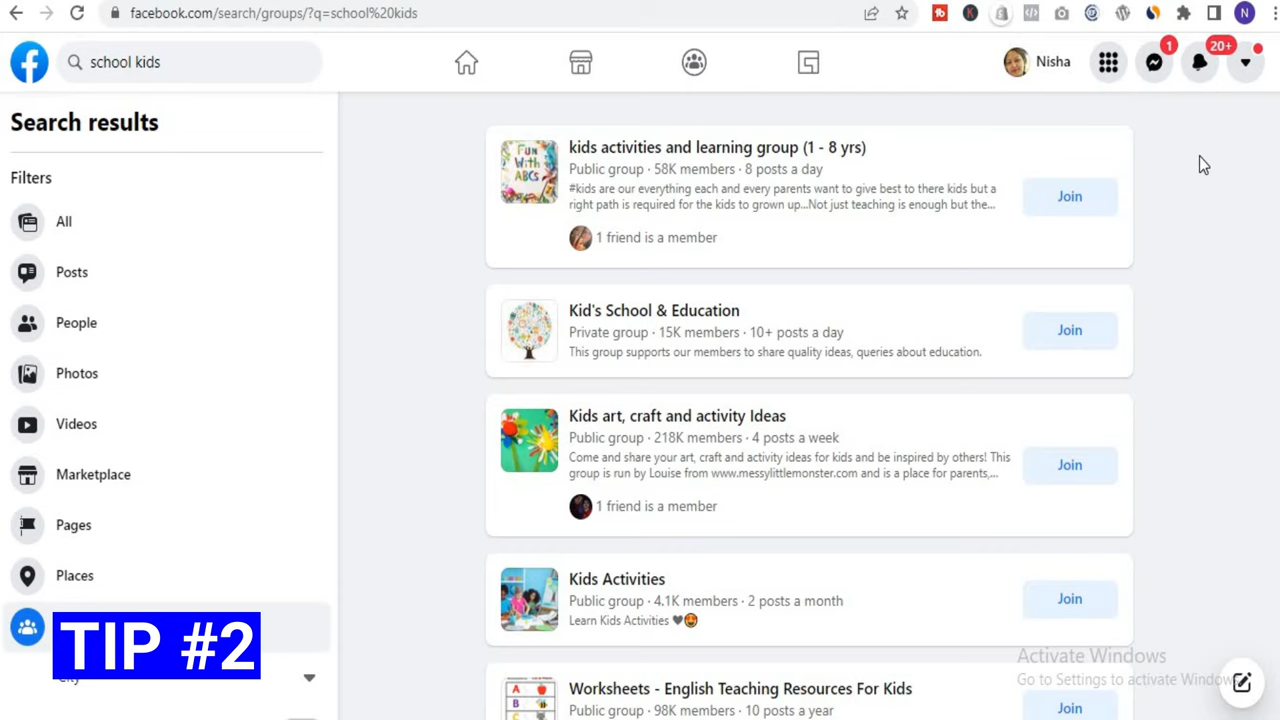 facebook.com/search/groups/?q=school%20kids
N
school kids
Nisha
1
20+
Search results
Filters
All
Posts
People
Photos
Videos
Marketplace
Pages
Places
TIP #2
City
kids activities and learning group (1 - 8 yrs)
Public group · 58K members · 8 posts a day
#kids are our everything each and every parents want to give best to there kids but a
right path is required for the kids to grown up...Not just teaching is enough but the...
1 friend is a member
Join
FUN
With
ABCs
Kid's School & Education
Private group · 15K members · 10+ posts a day
This group supports our members to share quality ideas, queries about education.
Join
Kids art, craft and activity Ideas
Public group · 218K members · 4 posts a week
Come and share your art, craft and activity ideas for kids and be inspired by others! This
group is run by Louise from www.messylittlemonster.com and is a place for parents,...
1 friend is a member
Join
Kids Activities
Public group · 4.1K members · 2 posts a month
Learn Kids Activities 🖤😍
Join
Worksheets - English Teaching Resources For Kids
Public group · 98K members · 10 posts a year
Join
A
B
Activate Windows
Go to Settings to activate Windows